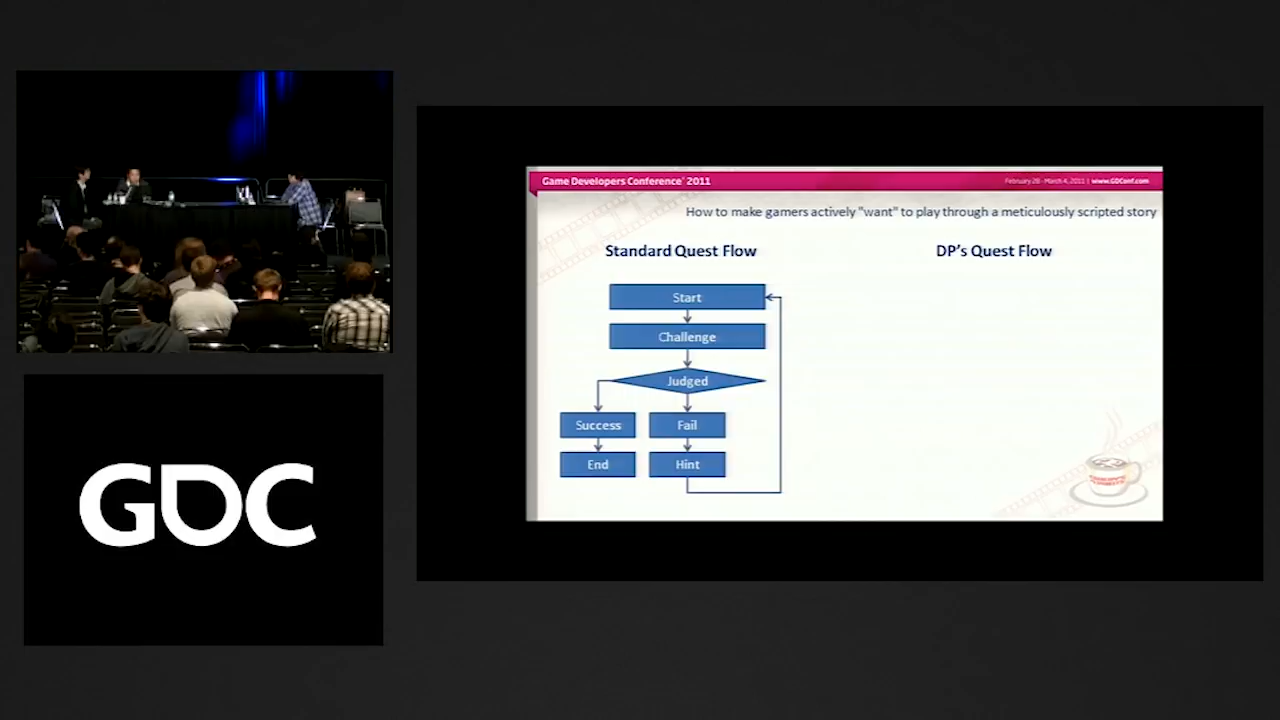 GDC
Game Developers Conference® 2011
February 28 - March 4, 2011 | www.GDConf.com
How to make gamers actively "want" to play through a meticulously scripted story
Standard Quest Flow
DP's Quest Flow
Start
Challenge
Judged
Success
Fail
End
Hint